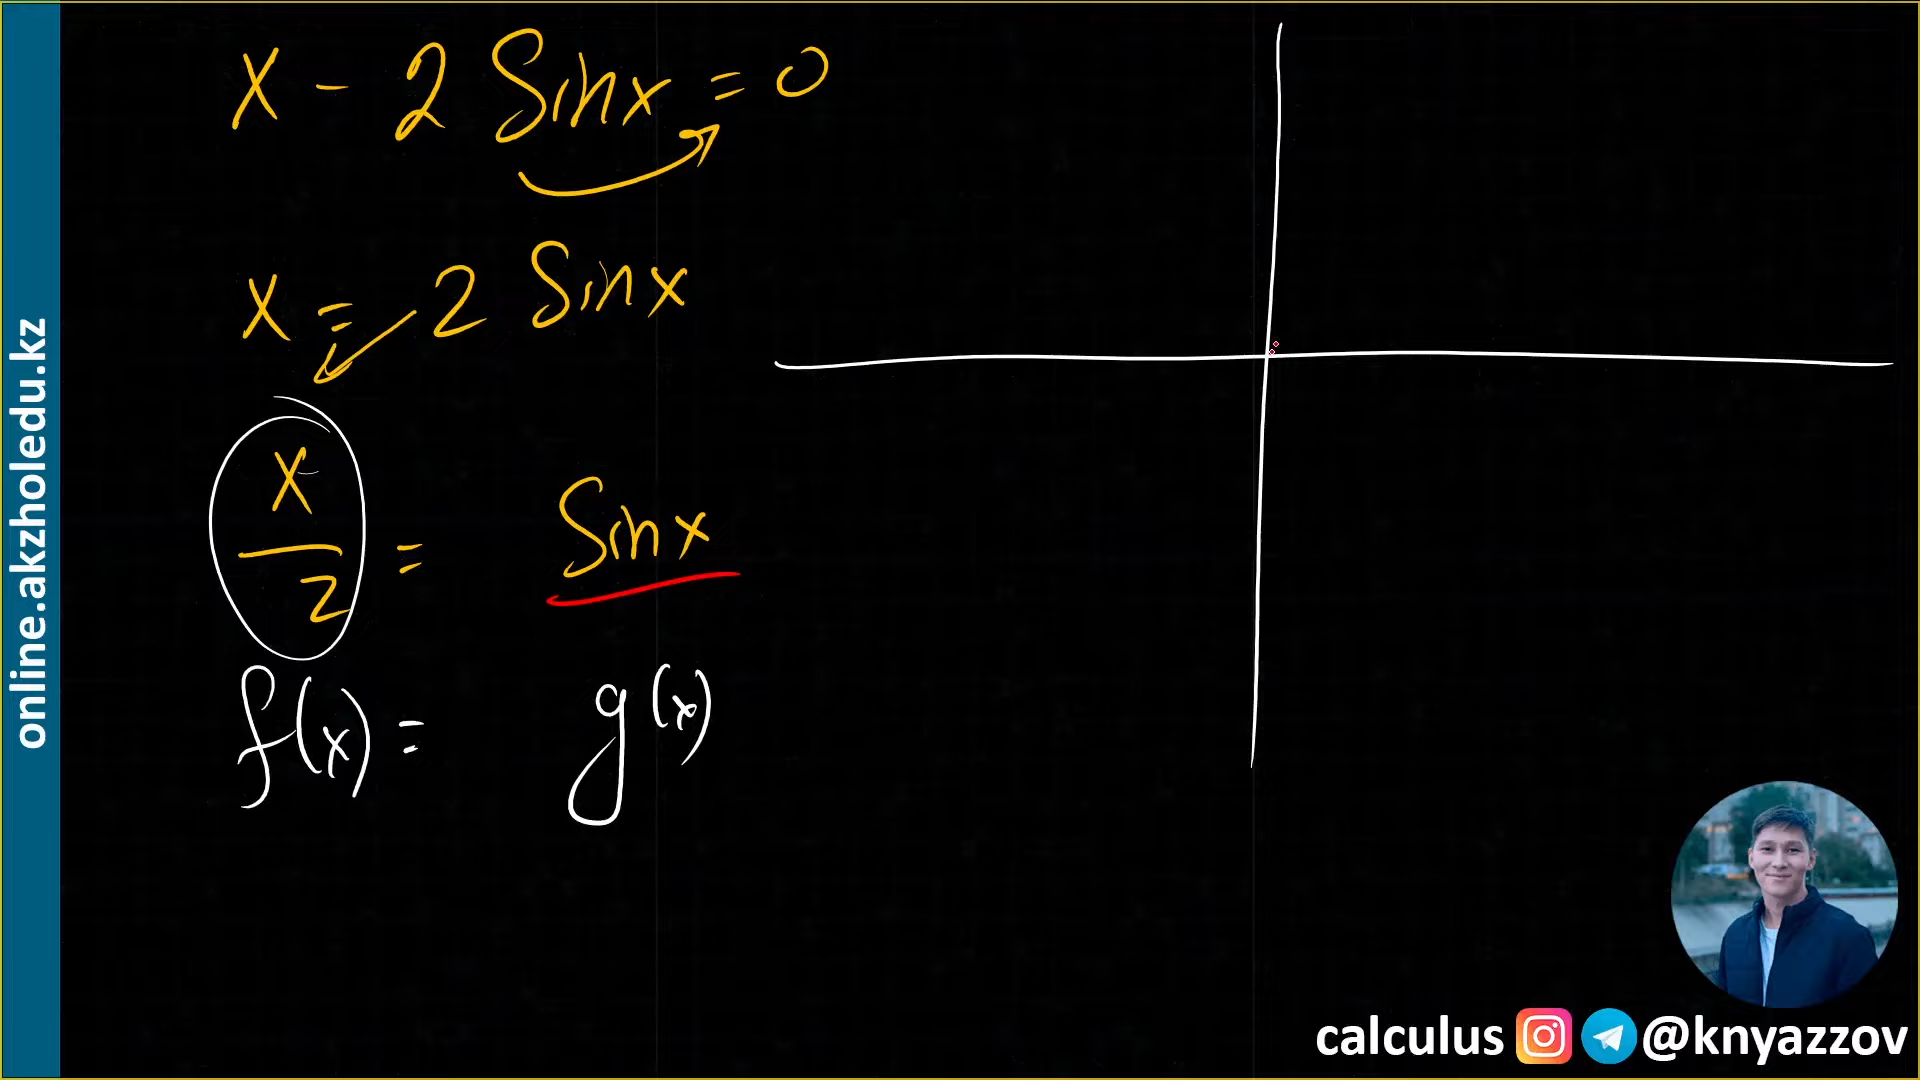 x - 2 Sinx = 0
x = 2 Sinx
x/2 = Sinx
f(x) = g(x)
online.akzholedu.kz
calculus @knyazzov